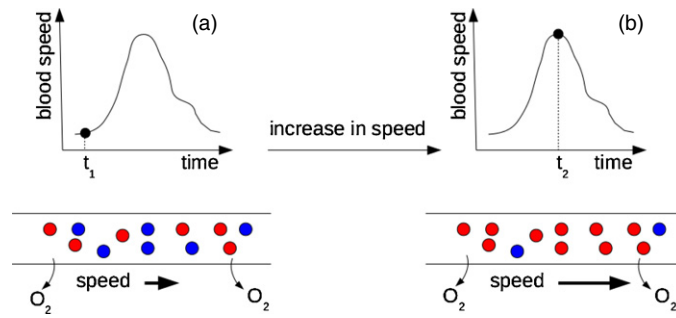 (a)
blood speed
t1
time
increase in speed
(b)
blood speed
t2
time
O2
speed
O2
O2
speed
O2